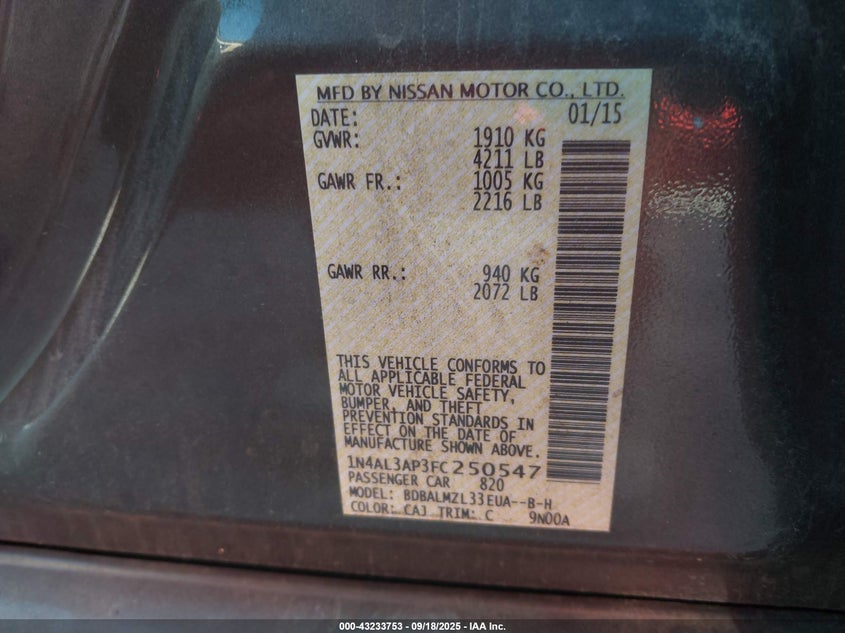 MFD BY NISSAN MOTOR CO., LTD.
DATE: 01/15
GVWR: 1910 KG
4211 LB
GAWR FR.: 1005 KG
2216 LB
GAWR RR.: 940 KG
2072 LB
THIS VEHICLE CONFORMS TO
ALL APPLICABLE FEDERAL
MOTOR VEHICLE SAFETY,
BUMPER, AND THEFT
PREVENTION STANDARDS IN
EFFECT ON THE DATE OF
MANUFACTURE SHOWN ABOVE.
1N4AL3AP3FC250547
PASSENGER CAR 820
MODEL: BDBALMZL33EUA--B-H
COLOR: CAJ TRIM: C 9N00A
000-43233753 - 09/18/2025 - IAA Inc.